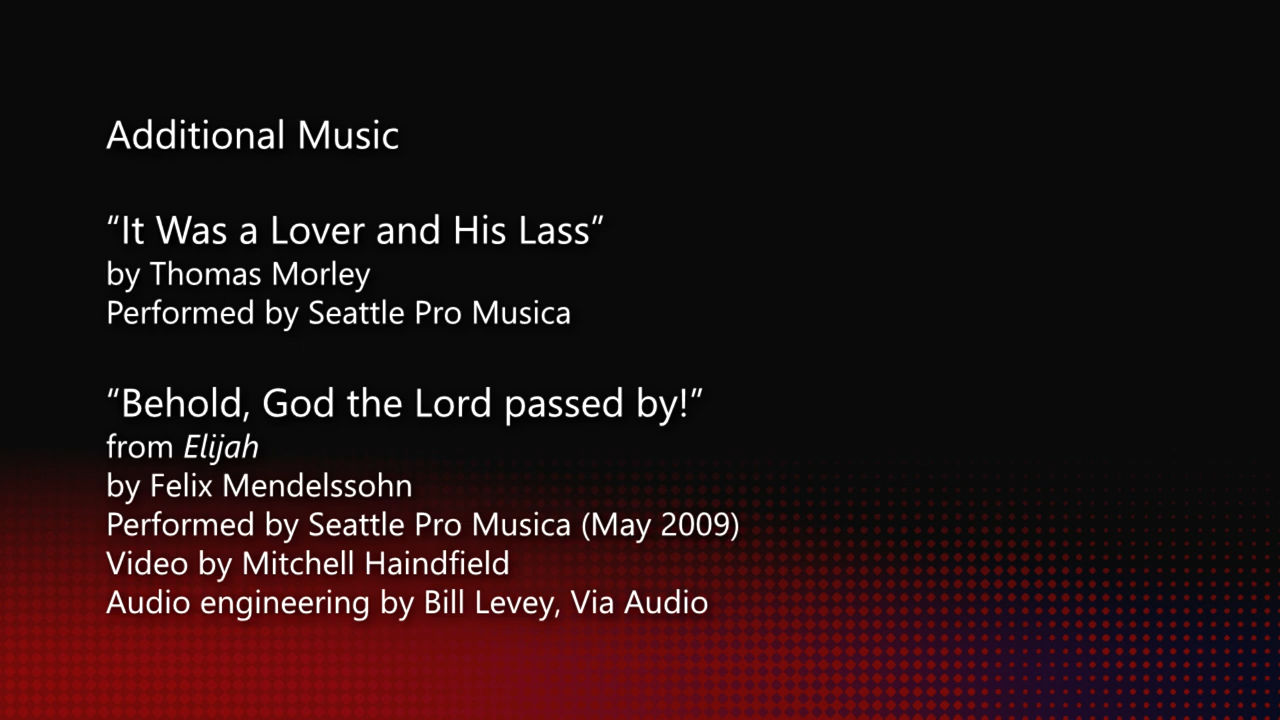 Additional Music
“It Was a Lover and His Lass”
by Thomas Morley
Performed by Seattle Pro Musica
“Behold, God the Lord passed by!”
from Elijah
by Felix Mendelssohn
Performed by Seattle Pro Musica (May 2009)
Video by Mitchell Haindfield
Audio engineering by Bill Levey, Via Audio